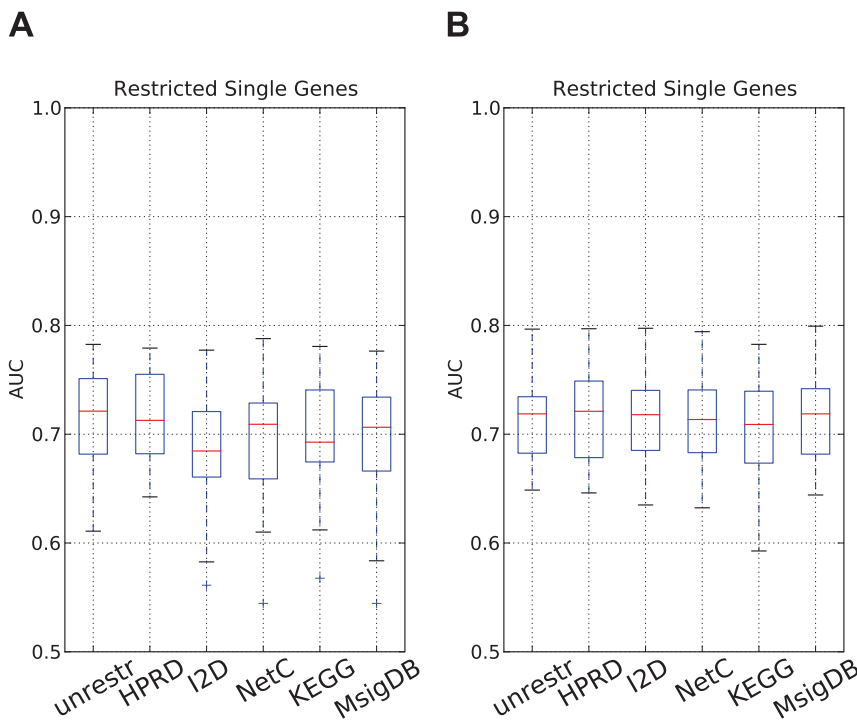 A
B
Restricted Single Genes
1.0
0.9
0.8
0.7
0.6
0.5
AUC
unrestr
HPRD
I2D
NetC
KEGG
MsigDB
Restricted Single Genes
1.0
0.9
0.8
0.7
0.6
0.5
AUC
unrestr
HPRD
I2D
NetC
KEGG
MsigDB